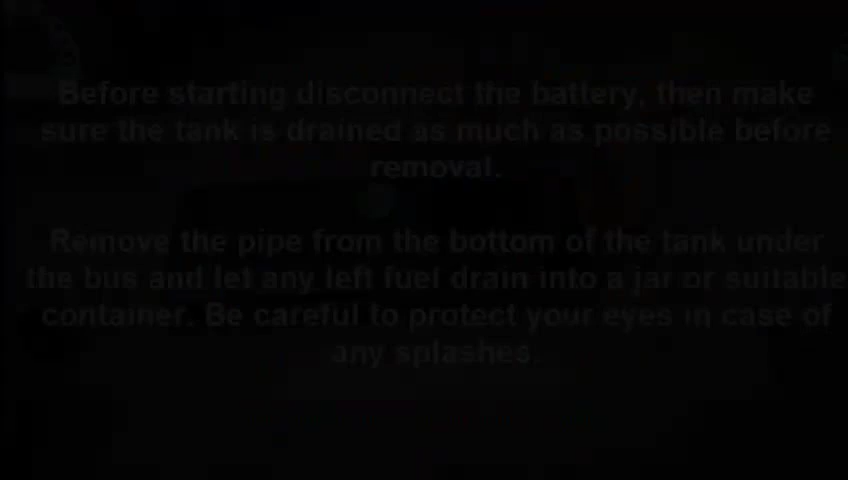 Before starting disconnect the battery, then make
sure the tank is drained as much as possible before
removal.
Remove the pipe from the bottom of the tank under
the bus and let any left fuel drain into a jar or suitable
container. Be careful to protect your eyes in case of
any splashes.